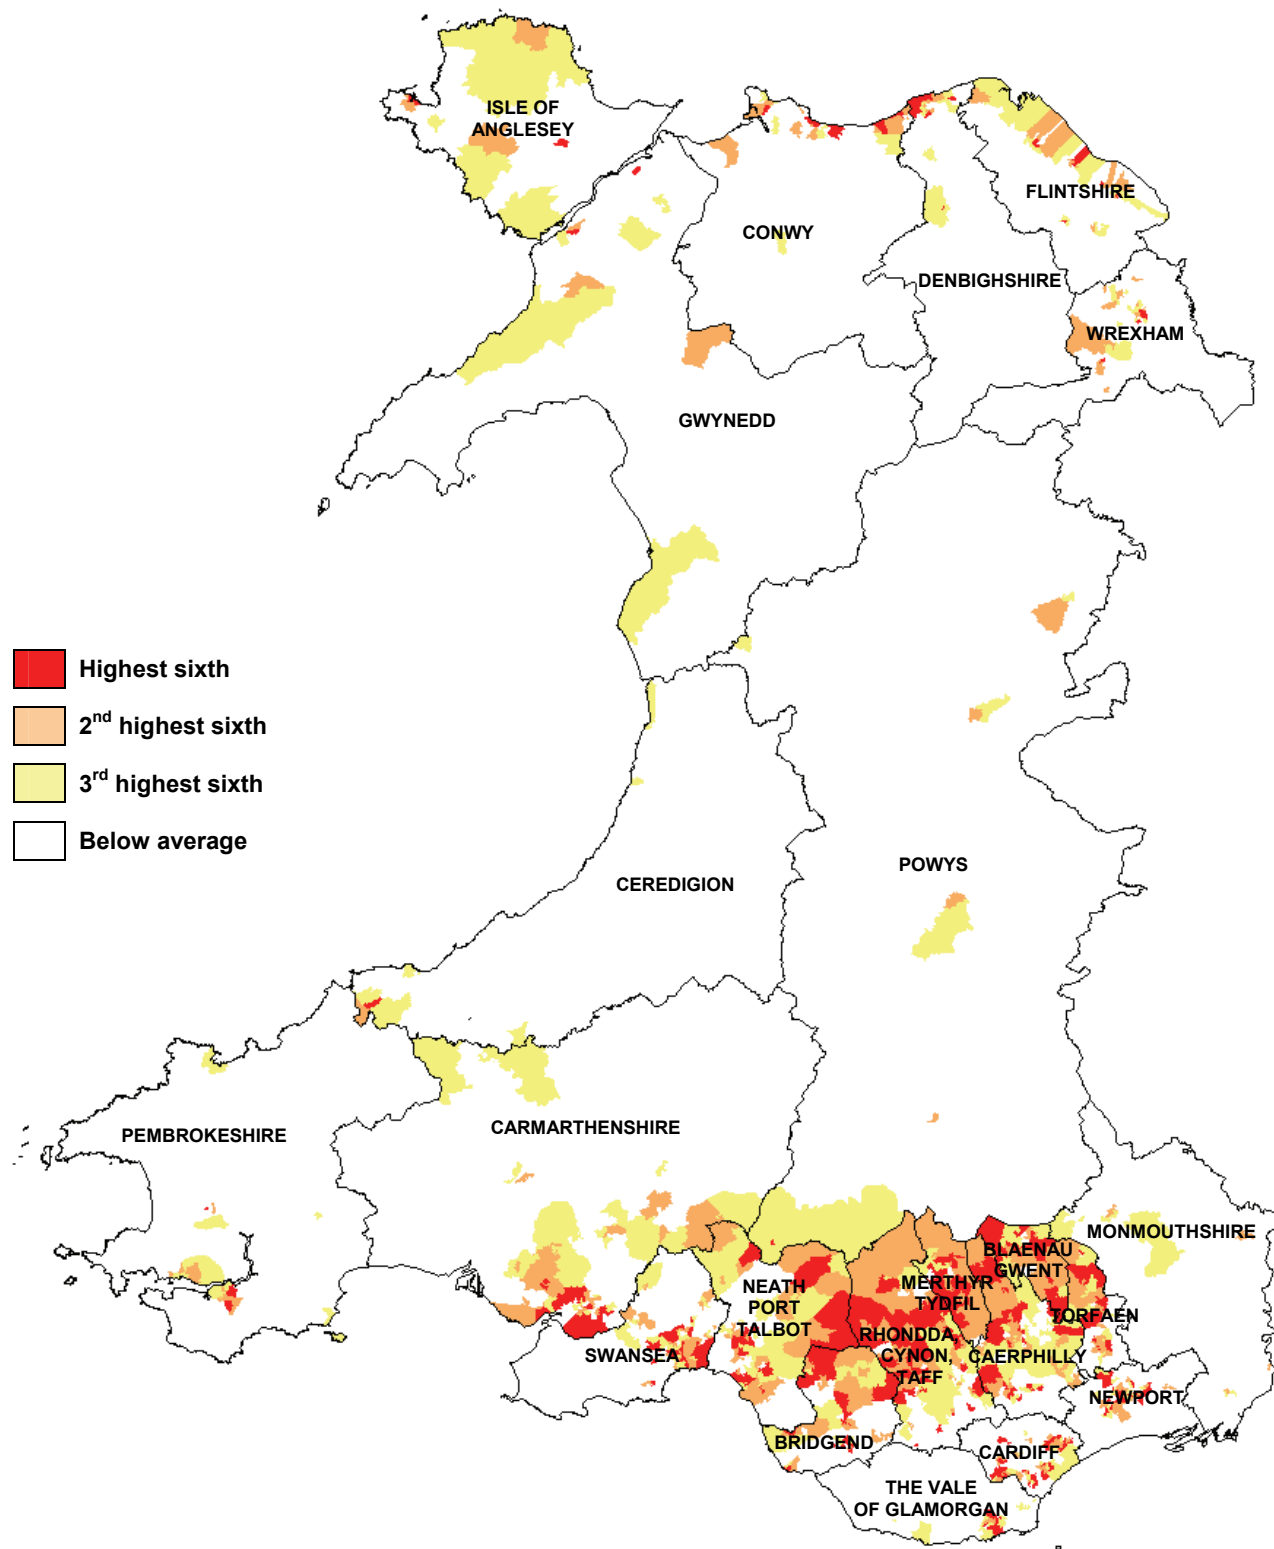 ISLE OF
ANGLESEY
FLINTSHIRE
CONWY
DENBIGHSHIRE
WREXHAM
GWYNEDD
Highest sixth
2nd highest sixth
3rd highest sixth
Below average
POWYS
CEREDIGION
CARMARTHENSHIRE
PEMBROKESHIRE
MONMOUTHSHIRE
BLAENAU
GWENT
MERTHYR
TYDFIL
NEATH
PORT
TALBOT
TORFAEN
RHONDDA,
CYNON,
TAFF
CAERPHILLY
SWANSEA
NEWPORT
BRIDGEND
CARDIFF
THE VALE
OF GLAMORGAN